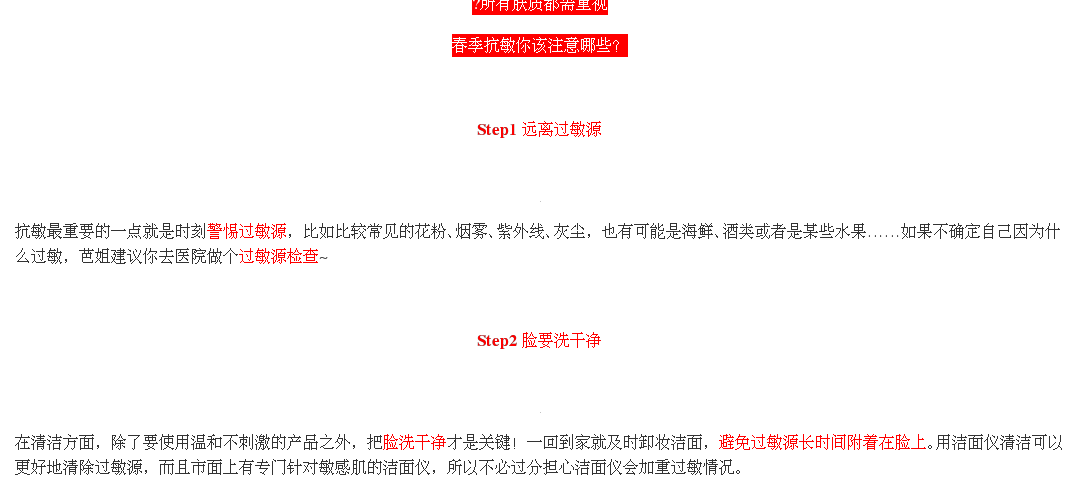 ?所有肤质都需重视
春季抗敏你该注意哪些?
Step1 远离过敏源
抗敏最重要的一点就是时刻警惕过敏源，比如比较常见的花粉、烟雾、紫外线、灰尘，也有可能是海鲜、酒类或者是某些水果……如果不确定自己因为什
么过敏，芭姐建议你去医院做个过敏源检查~
Step2 脸要洗干净
在清洁方面，除了要使用温和不刺激的产品之外，把脸洗干净才是关键！一回到家就及时卸妆洁面，避免过敏源长时间附着在脸上。用洁面仪清洁可以
更好地清除过敏源，而且市面上有专门针对敏感肌的洁面仪，所以不必过分担心洁面仪会加重过敏情况。